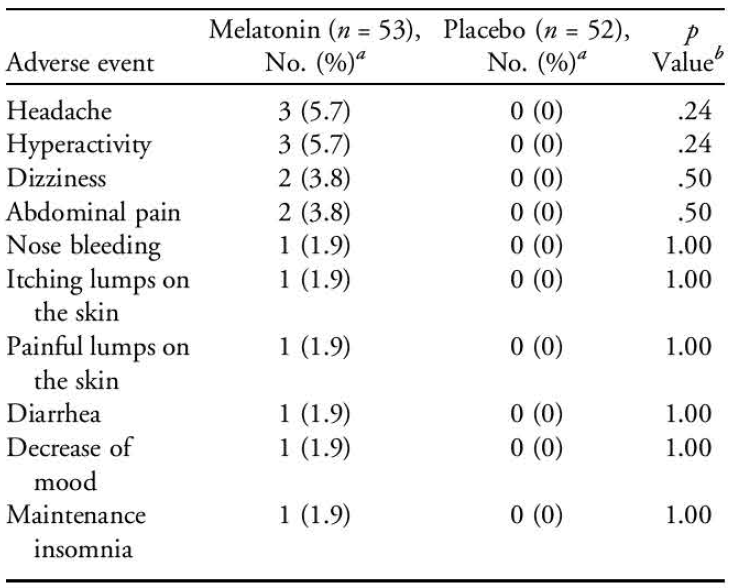 Melatonin (n = 53), Placebo (n = 52), p
Adverse event No. (%)a No. (%)a Valueb
Headache 3 (5.7) 0 (0) .24
Hyperactivity 3 (5.7) 0 (0) .24
Dizziness 2 (3.8) 0 (0) .50
Abdominal pain 2 (3.8) 0 (0) .50
Nose bleeding 1 (1.9) 0 (0) 1.00
Itching lumps on 1 (1.9) 0 (0) 1.00
the skin
Painful lumps on 1 (1.9) 0 (0) 1.00
the skin
Diarrhea 1 (1.9) 0 (0) 1.00
Decrease of 1 (1.9) 0 (0) 1.00
mood
Maintenance 1 (1.9) 0 (0) 1.00
insomnia